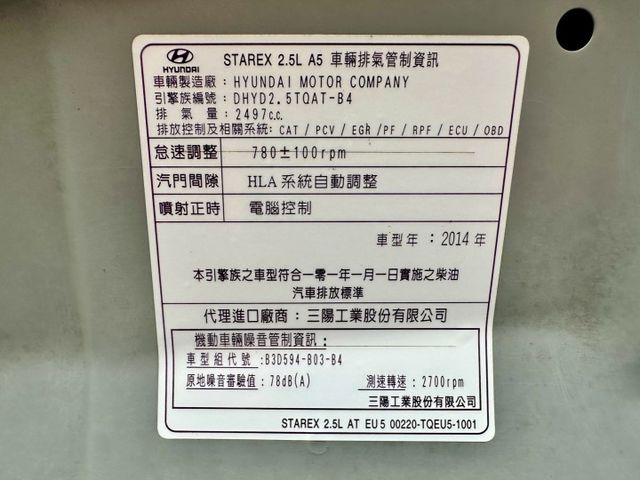 HYUNDAI
STAREX 2.5L A5 車輛排氣管制資訊
車輛製造廠：HYUNDAI MOTOR COMPANY
引擎族編號：DHYD2.5TQAT-B4
排氣量：2497c.c.
排放控制及相關系統: CAT / PCV / EGR /PF / RPF / ECU / OBD
怠速調整 780±100rpm
汽門間隙 HLA 系統自動調整
噴射正時 電腦控制
車型年：2014年
本引擎族之車型符合一零一年一月一日實施之柴油
汽車排放標準
代理進口廠商：三陽工業股份有限公司
機動車輛噪音管制資訊：
車型組代號：B3D594-B03-B4
原地噪音審驗值：78dB(A) 測速轉速：2700rpm
三陽工業股份有限公司
STAREX 2.5L AT EU5 00220-TQEU5-1001